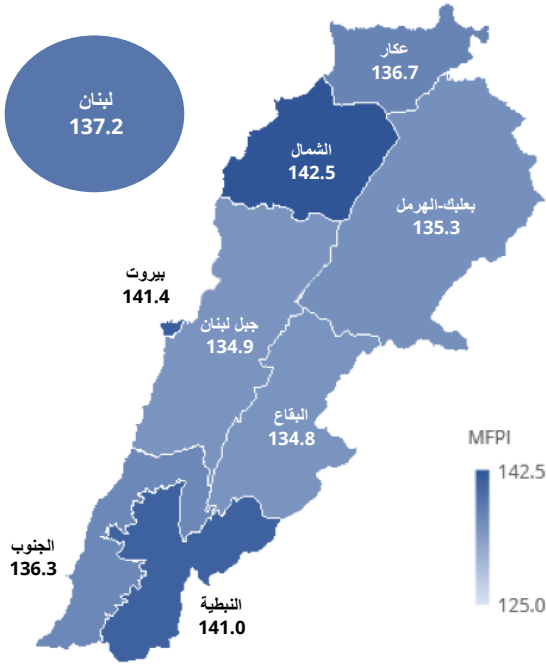 عكار
136.7
لبنان
137.2
الشمال
142.5
بعلبك-الهرمل
135.3
بيروت
141.4
جبل لبنان
134.9
البقاع
134.8
MFPI
142.5
125.0
الجنوب
136.3
النبطية
141.0